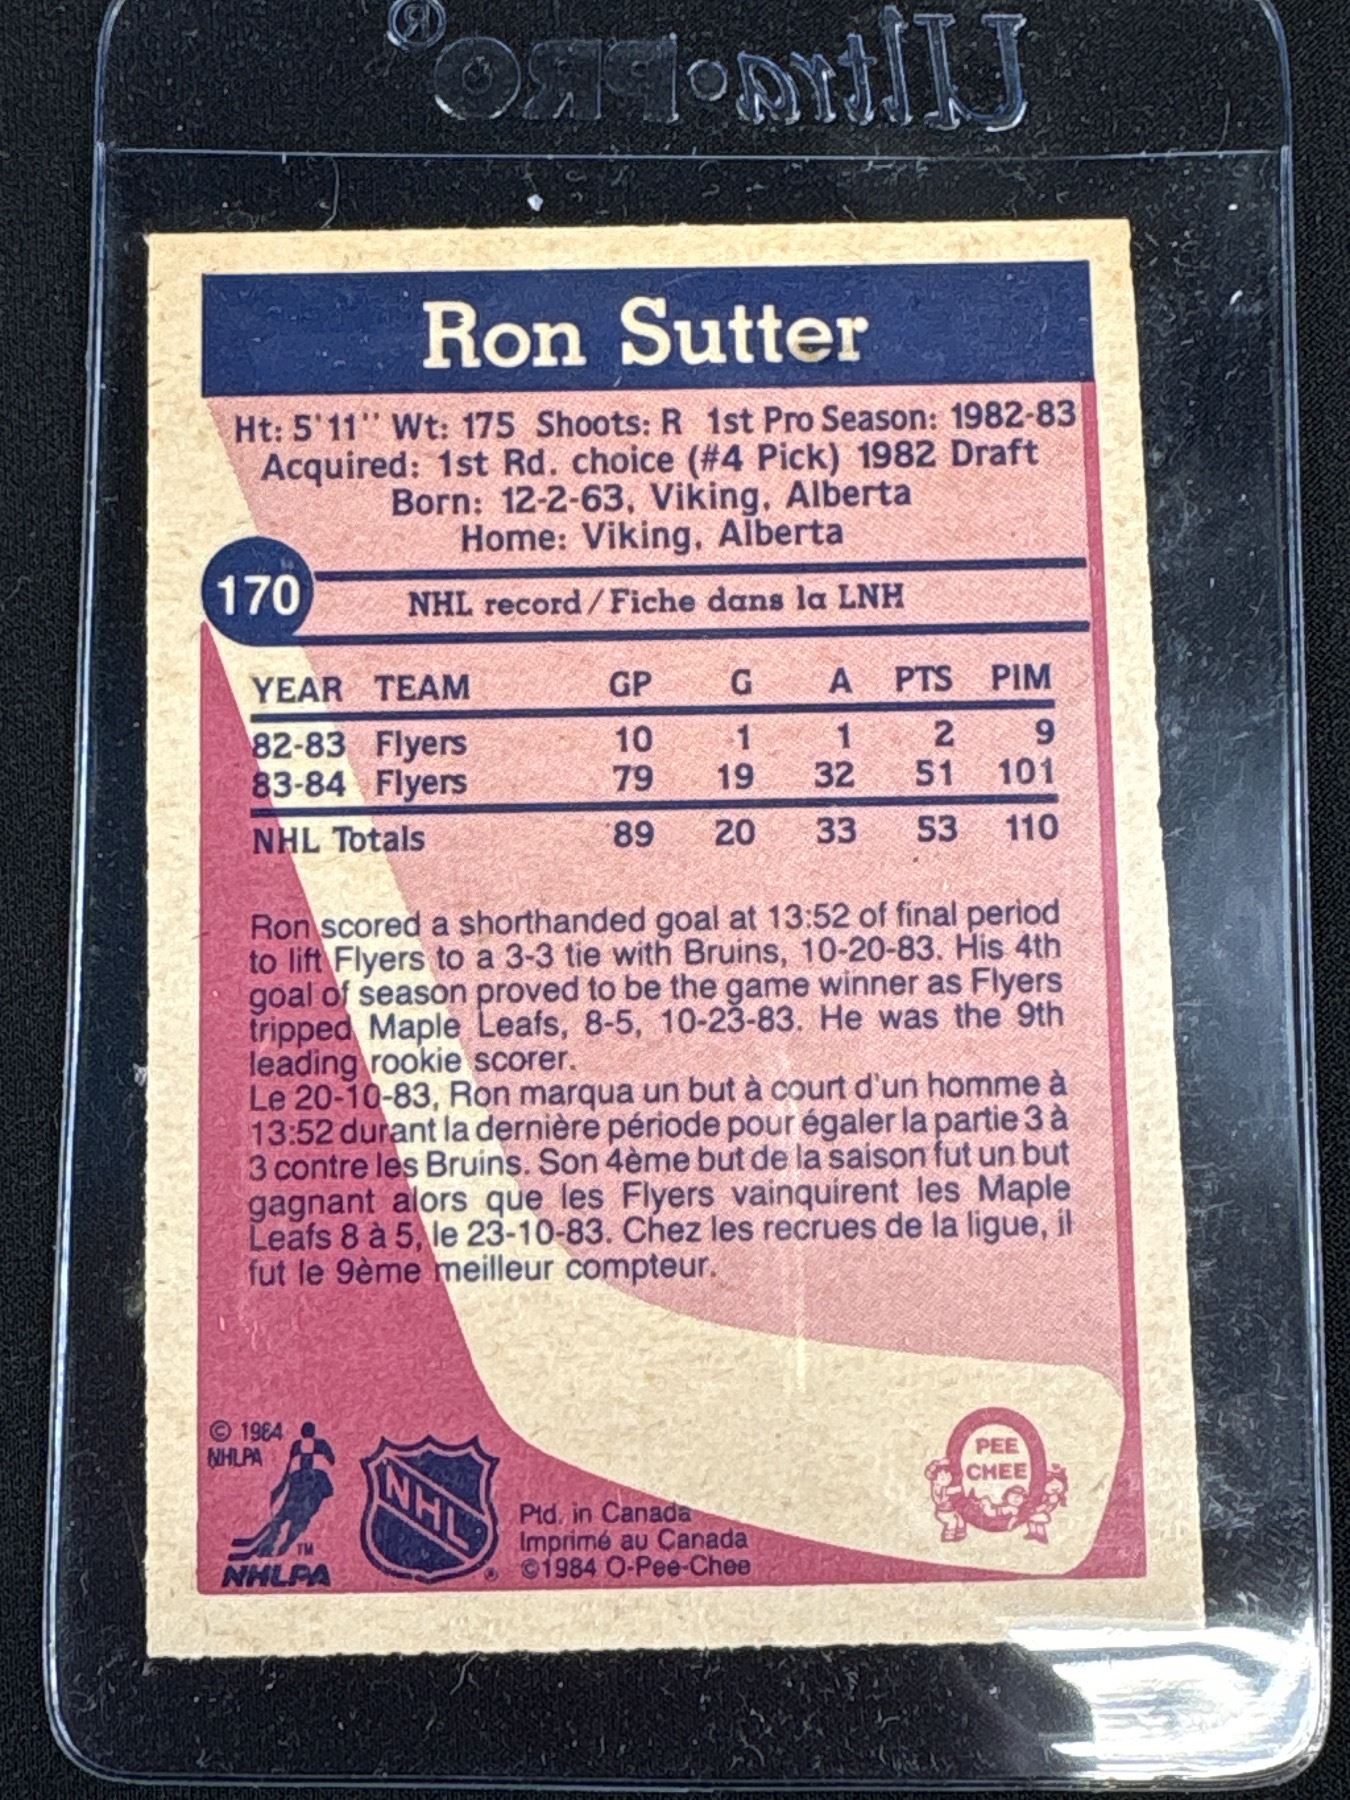 Ultra•PRO®
Ron Sutter
Ht: 5'11'' Wt: 175 Shoots: R 1st Pro Season: 1982-83
Acquired: 1st Rd. choice (#4 Pick) 1982 Draft
Born: 12-2-63, Viking, Alberta
Home: Viking, Alberta
170
NHL record/Fiche dans la LNH
YEAR TEAM GP G A PTS PIM
82-83 Flyers 10 1 1 2 9
83-84 Flyers 79 19 32 51 101
NHL Totals 89 20 33 53 110
Ron scored a shorthanded goal at 13:52 of final period
to lift Flyers to a 3-3 tie with Bruins, 10-20-83. His 4th
goal of season proved to be the game winner as Flyers
tripped Maple Leafs, 8-5, 10-23-83. He was the 9th
leading rookie scorer.
Le 20-10-83, Ron marqua un but à court d'un homme à
13:52 durant la dernière période pour égaler la partie 3 à
3 contre les Bruins. Son 4ème but de la saison fut un but
gagnant alors que les Flyers vainquirent les Maple
Leafs 8 à 5, le 23-10-83. Chez les recrues de la ligue, il
fut le 9ème meilleur compteur.
© 1984
NHLPA
TM
NHLPA
NHL
®
Ptd. in Canada
Imprimé au Canada
©1984 O-Pee-Chee
PEE
CHEE